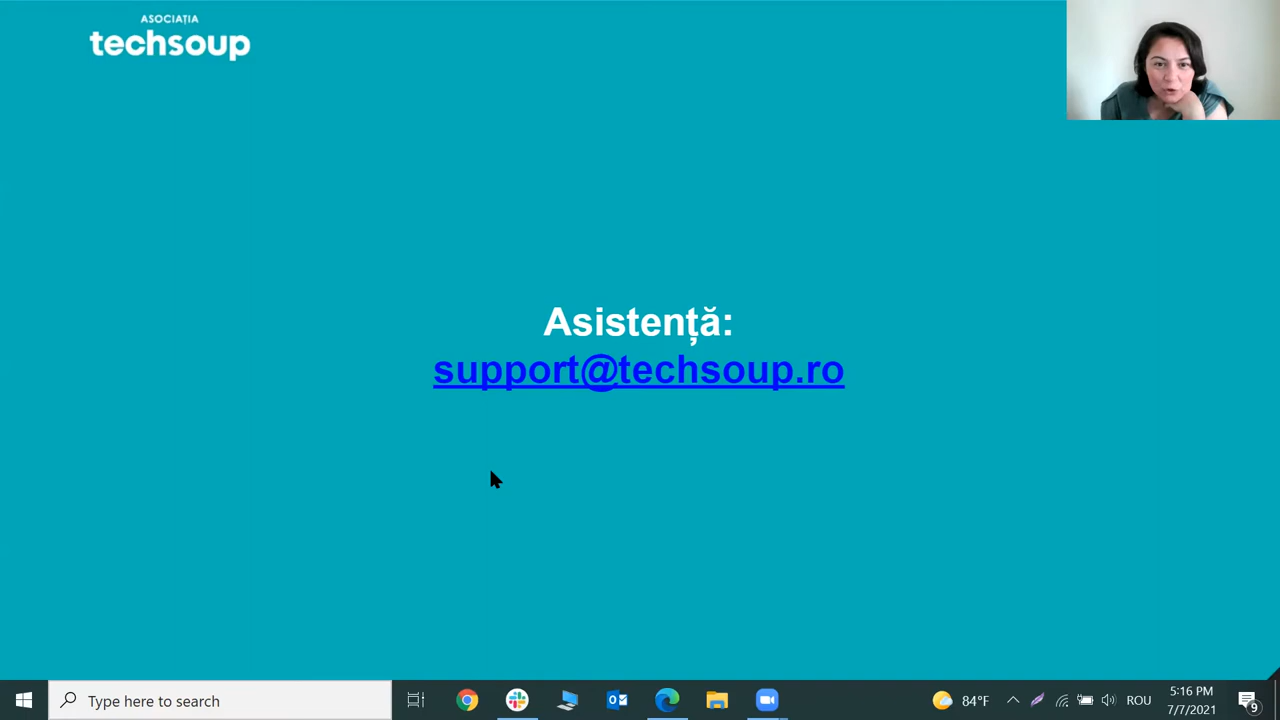 ASOCIAȚIA
techsoup
Asistență:
support@techsoup.ro
Type here to search
84°F
ROU
5:16 PM
7/7/2021
9